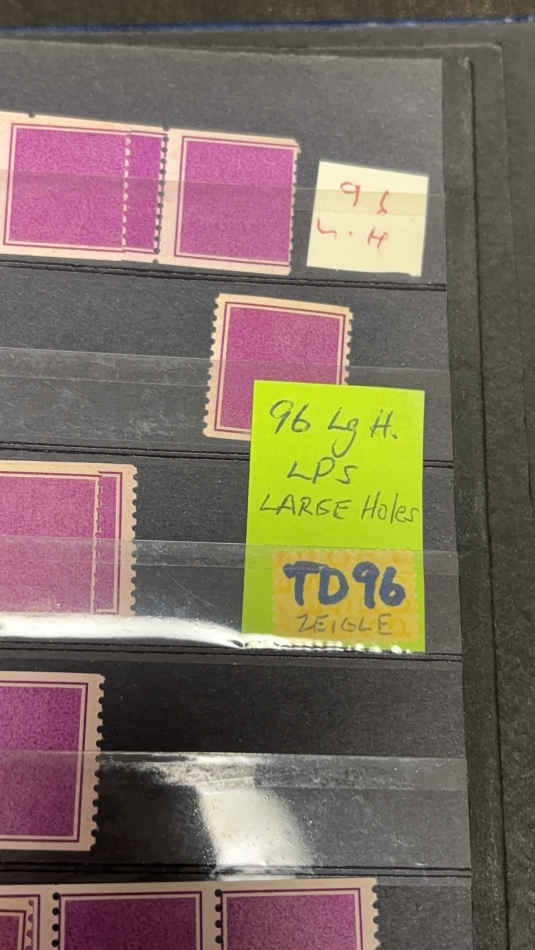 96
L.H
96 Lg H.
LPS
LARGE Holes
TD96
ZEIGLE